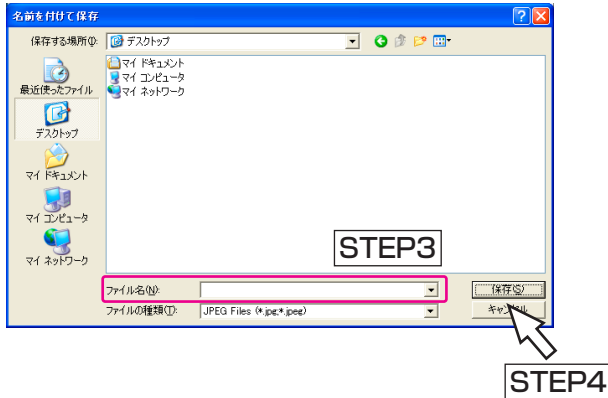 名前を付けて保存
保存する場所(I):
デスクトップ
最近使ったファイル
デスクトップ
マイ ドキュメント
マイ コンピュータ
マイ ネットワーク
マイ ドキュメント
マイ コンピュータ
マイ ネットワーク
STEP3
ファイル名(N):
保存(S)
ファイルの種類(T):
JPEG Files (*.jpg;*.jpeg)
STEP4